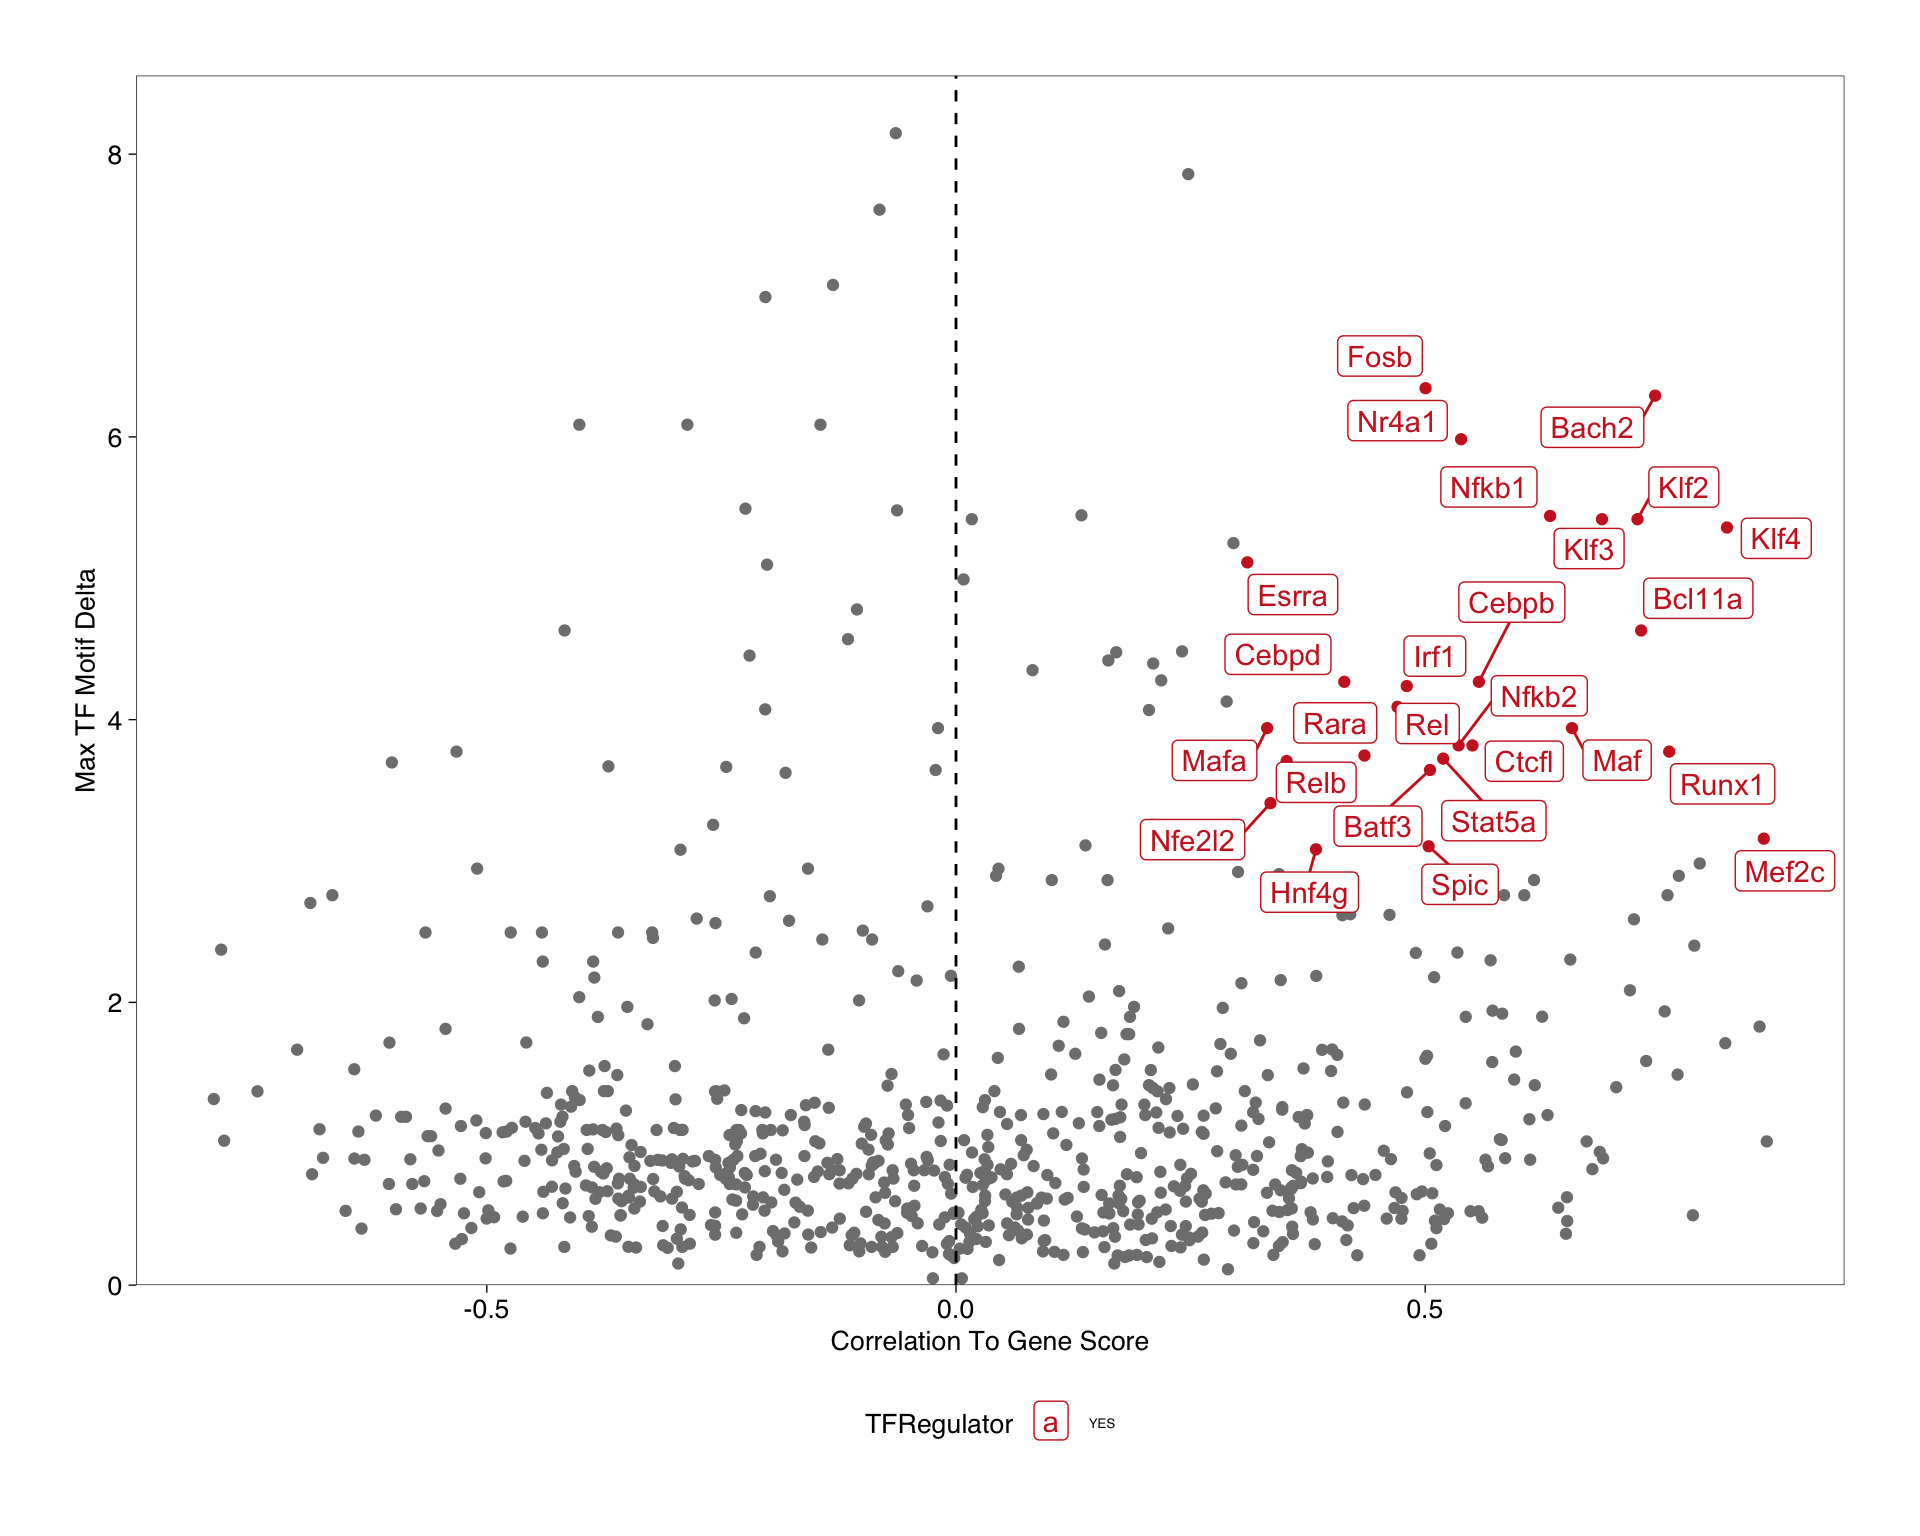 8
6
4
2
0
Max TF Motif Delta
Fosb
Nr4a1
Bach2
Nfkb1
Klf2
Klf4
Klf3
Esrra
Cebpb
Bcl11a
Cebpd
Irf1
Nfkb2
Rara
Rel
Mafa
Ctcfl
Maf
Relb
Runx1
Nfe2l2
Batf3
Stat5a
Hnf4g
Spic
Mef2c
-0.5
0.0
0.5
Correlation To Gene Score
TFRegulator a YES